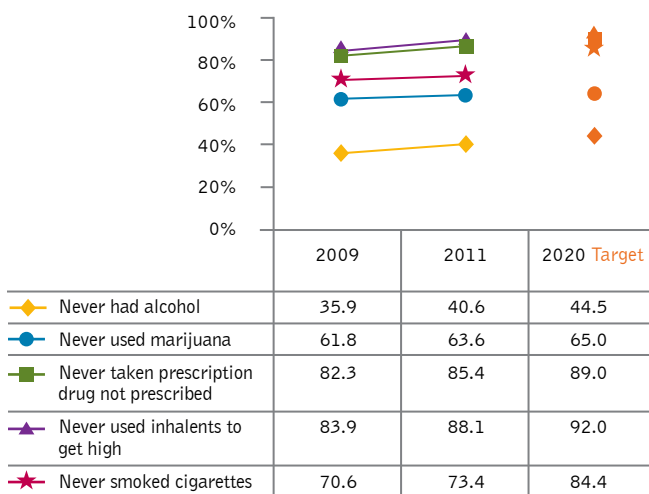 100%
80%
60%
40%
20%
0%
2009 2011 2020 Target
Never had alcohol 35.9 40.6 44.5
Never used marijuana 61.8 63.6 65.0
Never taken prescription 82.3 85.4 89.0
drug not prescribed
Never used inhalents to 83.9 88.1 92.0
get high
Never smoked cigarettes 70.6 73.4 84.4